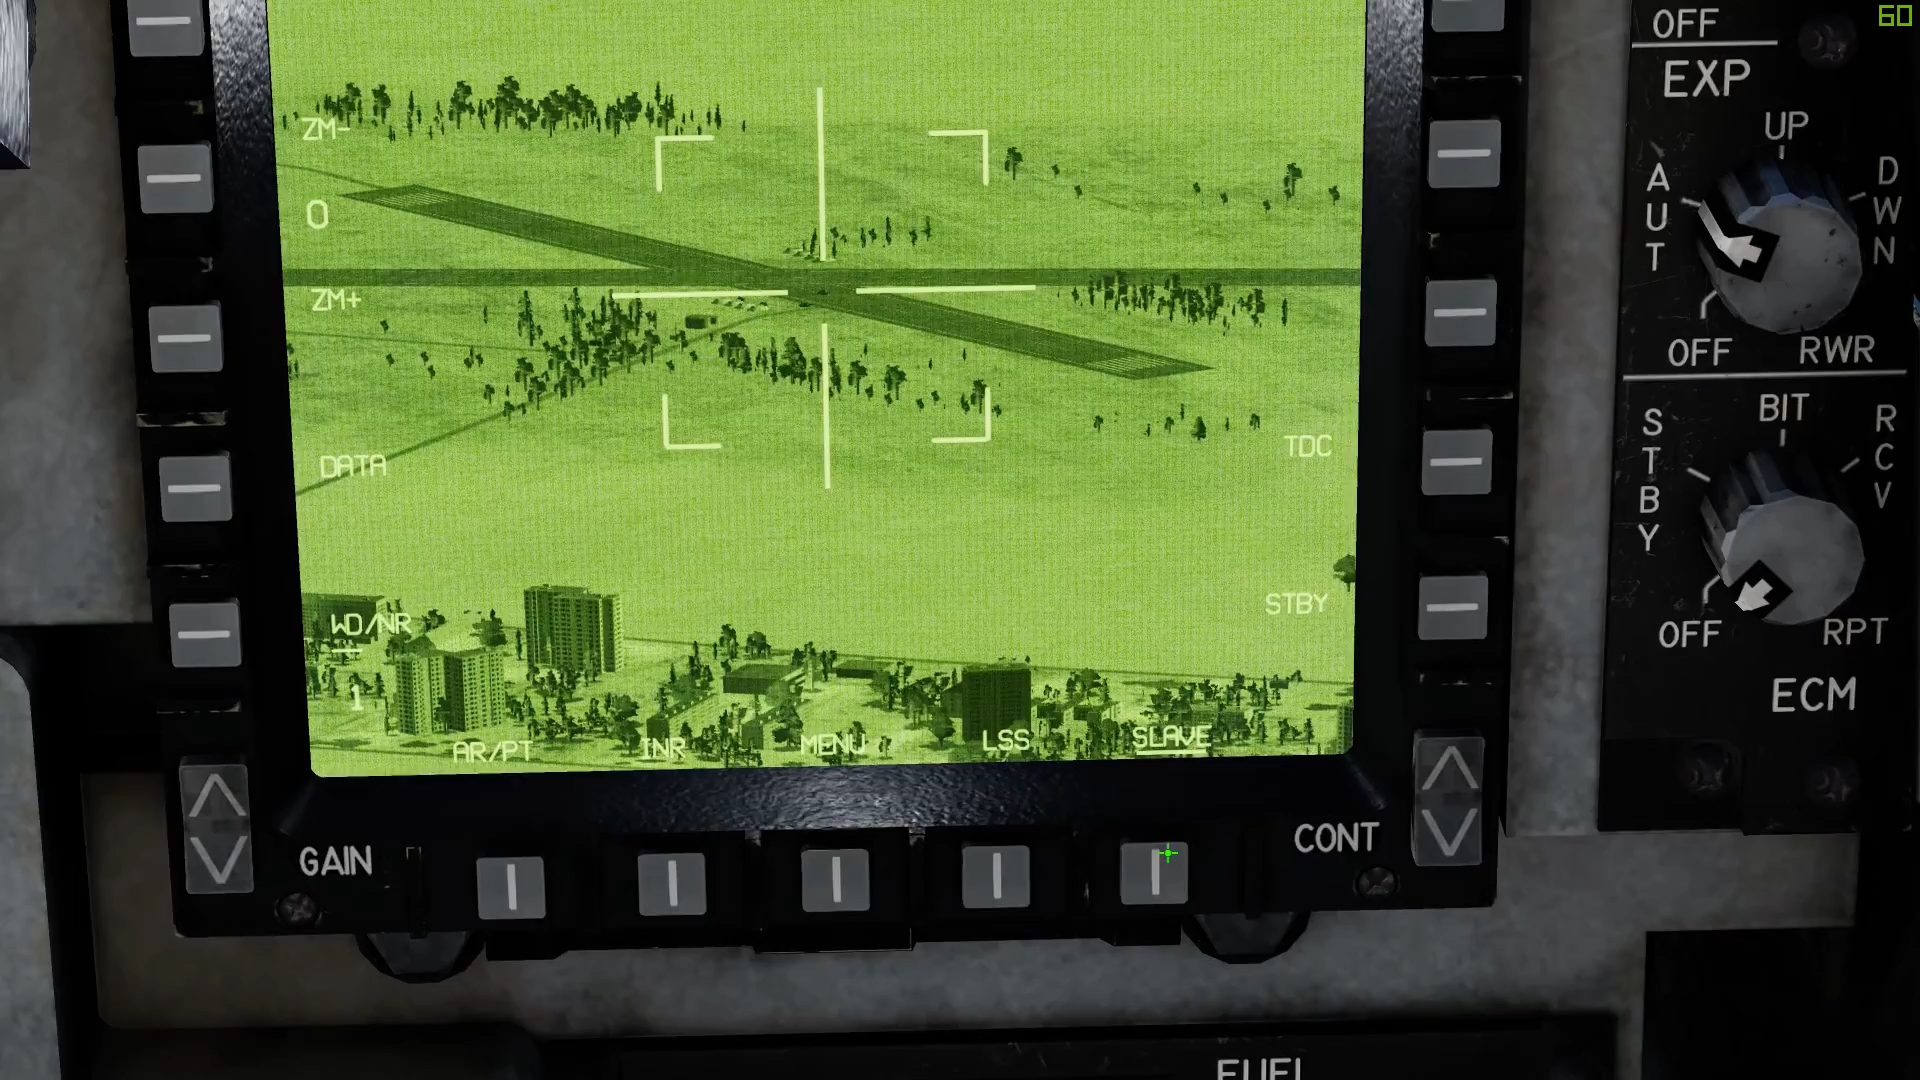 60
OFF
EXP
UP
AUT
DWN
OFF
RWR
BIT
STBY
RCV
OFF
RPT
ECM
ZM-
0
ZM+
DATA
TDC
STBY
WD/NR
1
AR/PT
INR
MENU
LSS
SLAVE
GAIN
CONT
FUEL